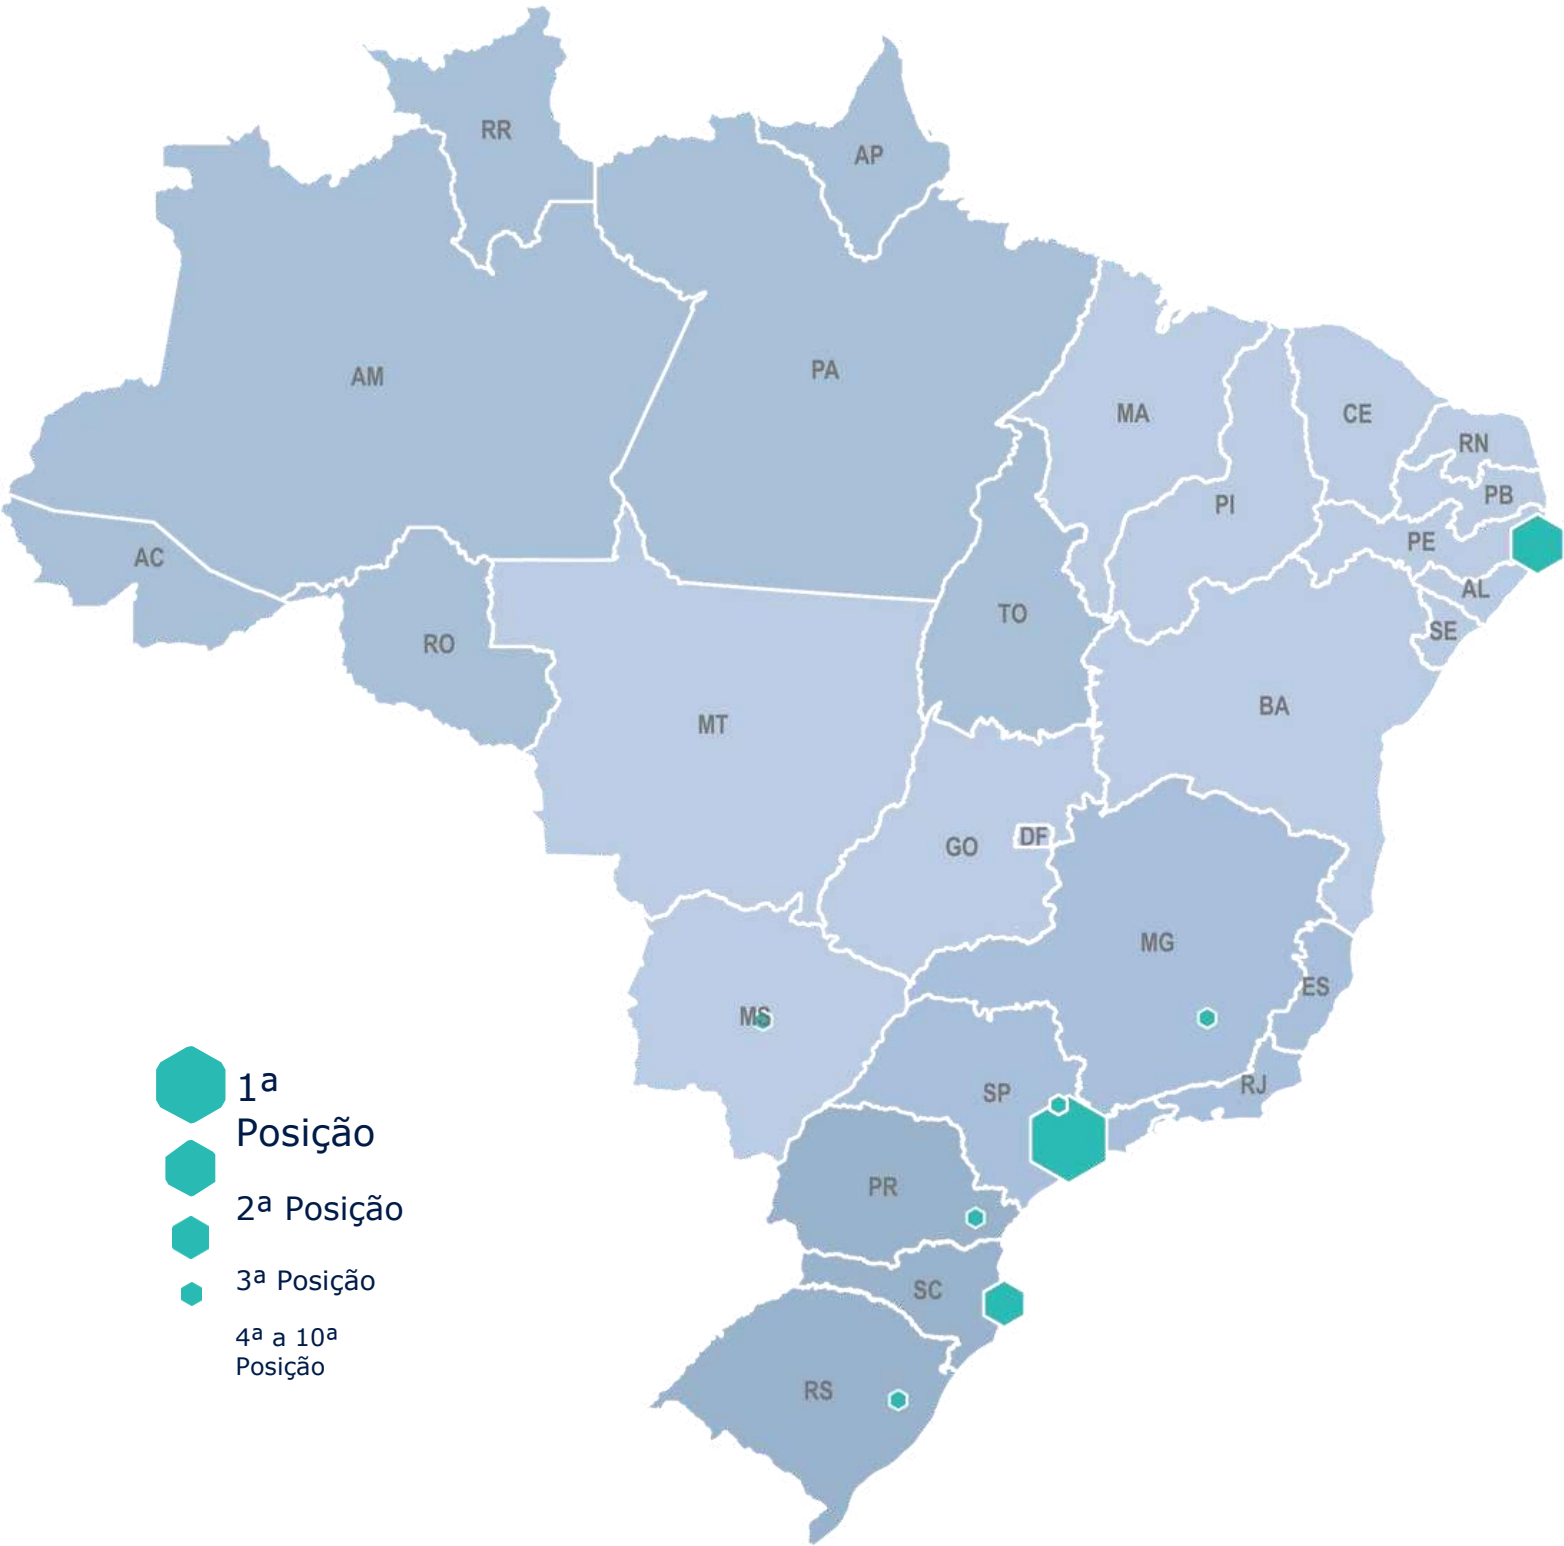 RR
AP
AM
PA
MA
CE
RN
PI
PB
PE
AC
AL
TO
SE
RO
BA
MT
DF
GO
MG
ES
MS
RJ
SP
PR
SC
RS
1ª
Posição
2ª Posição
3ª Posição
4ª a 10ª
Posição